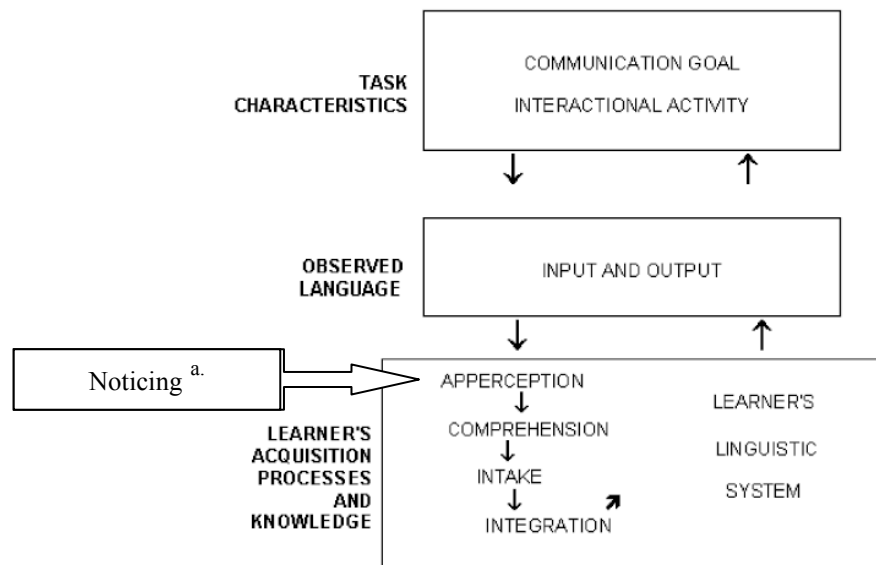 TASK
CHARACTERISTICS
COMMUNICATION GOAL
INTERACTIONAL ACTIVITY
OBSERVED
LANGUAGE
INPUT AND OUTPUT
Noticing a.
LEARNER'S
ACQUISITION
PROCESSES
AND
KNOWLEDGE
APPERCEPTION
COMPREHENSION
INTAKE
INTEGRATION
LEARNER'S
LINGUISTIC
SYSTEM